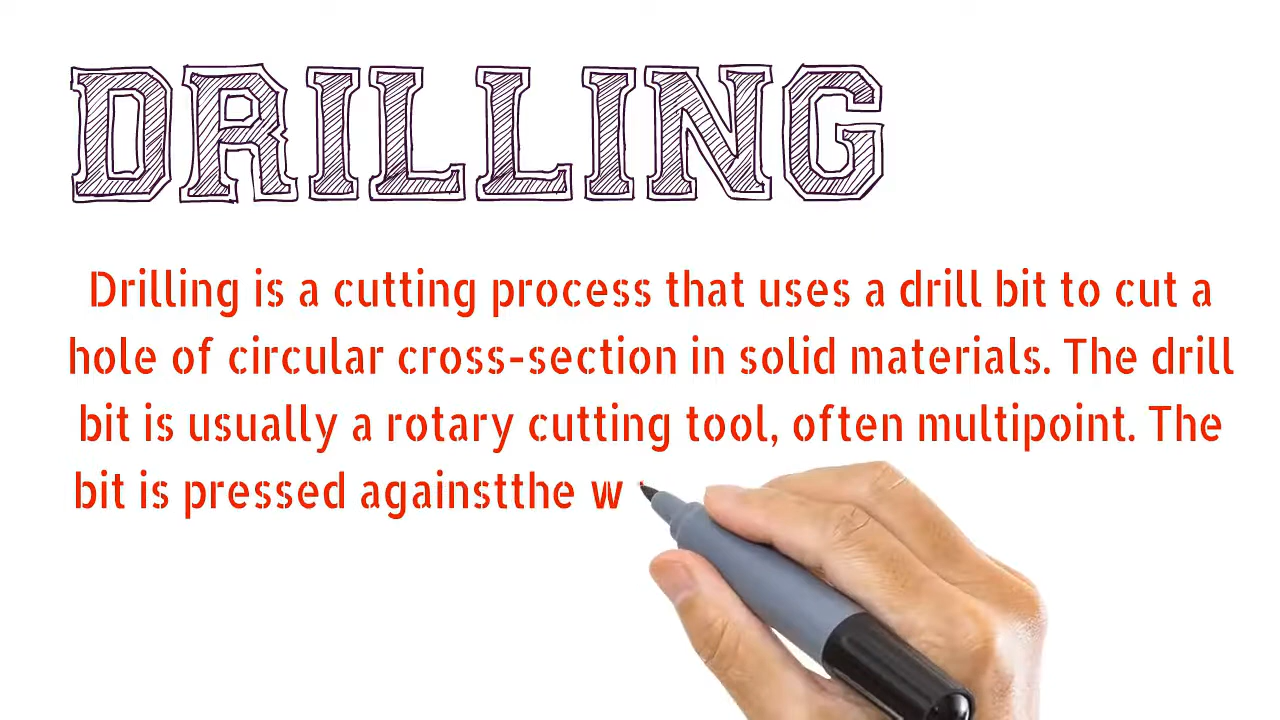 DRILLING
Drilling is a cutting process that uses a drill bit to cut a
hole of circular cross-section in solid materials. The drill
bit is usually a rotary cutting tool, often multipoint. The
bit is pressed againstthe w